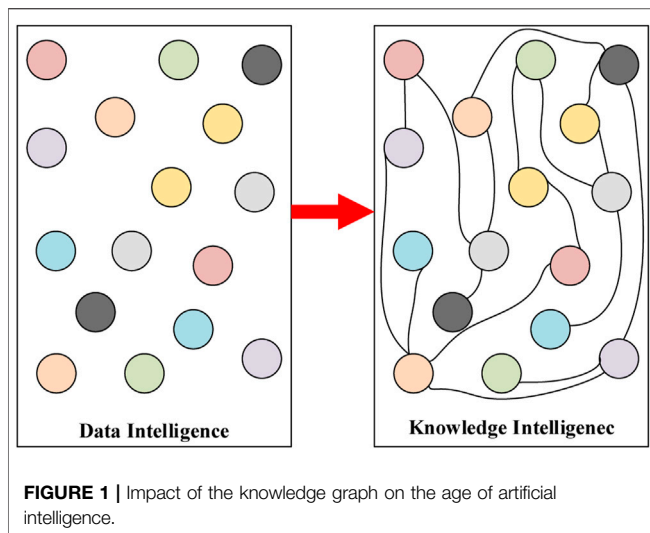 Data Intelligence
Knowledge Intelligenec
FIGURE 1 | Impact of the knowledge graph on the age of artificial
intelligence.